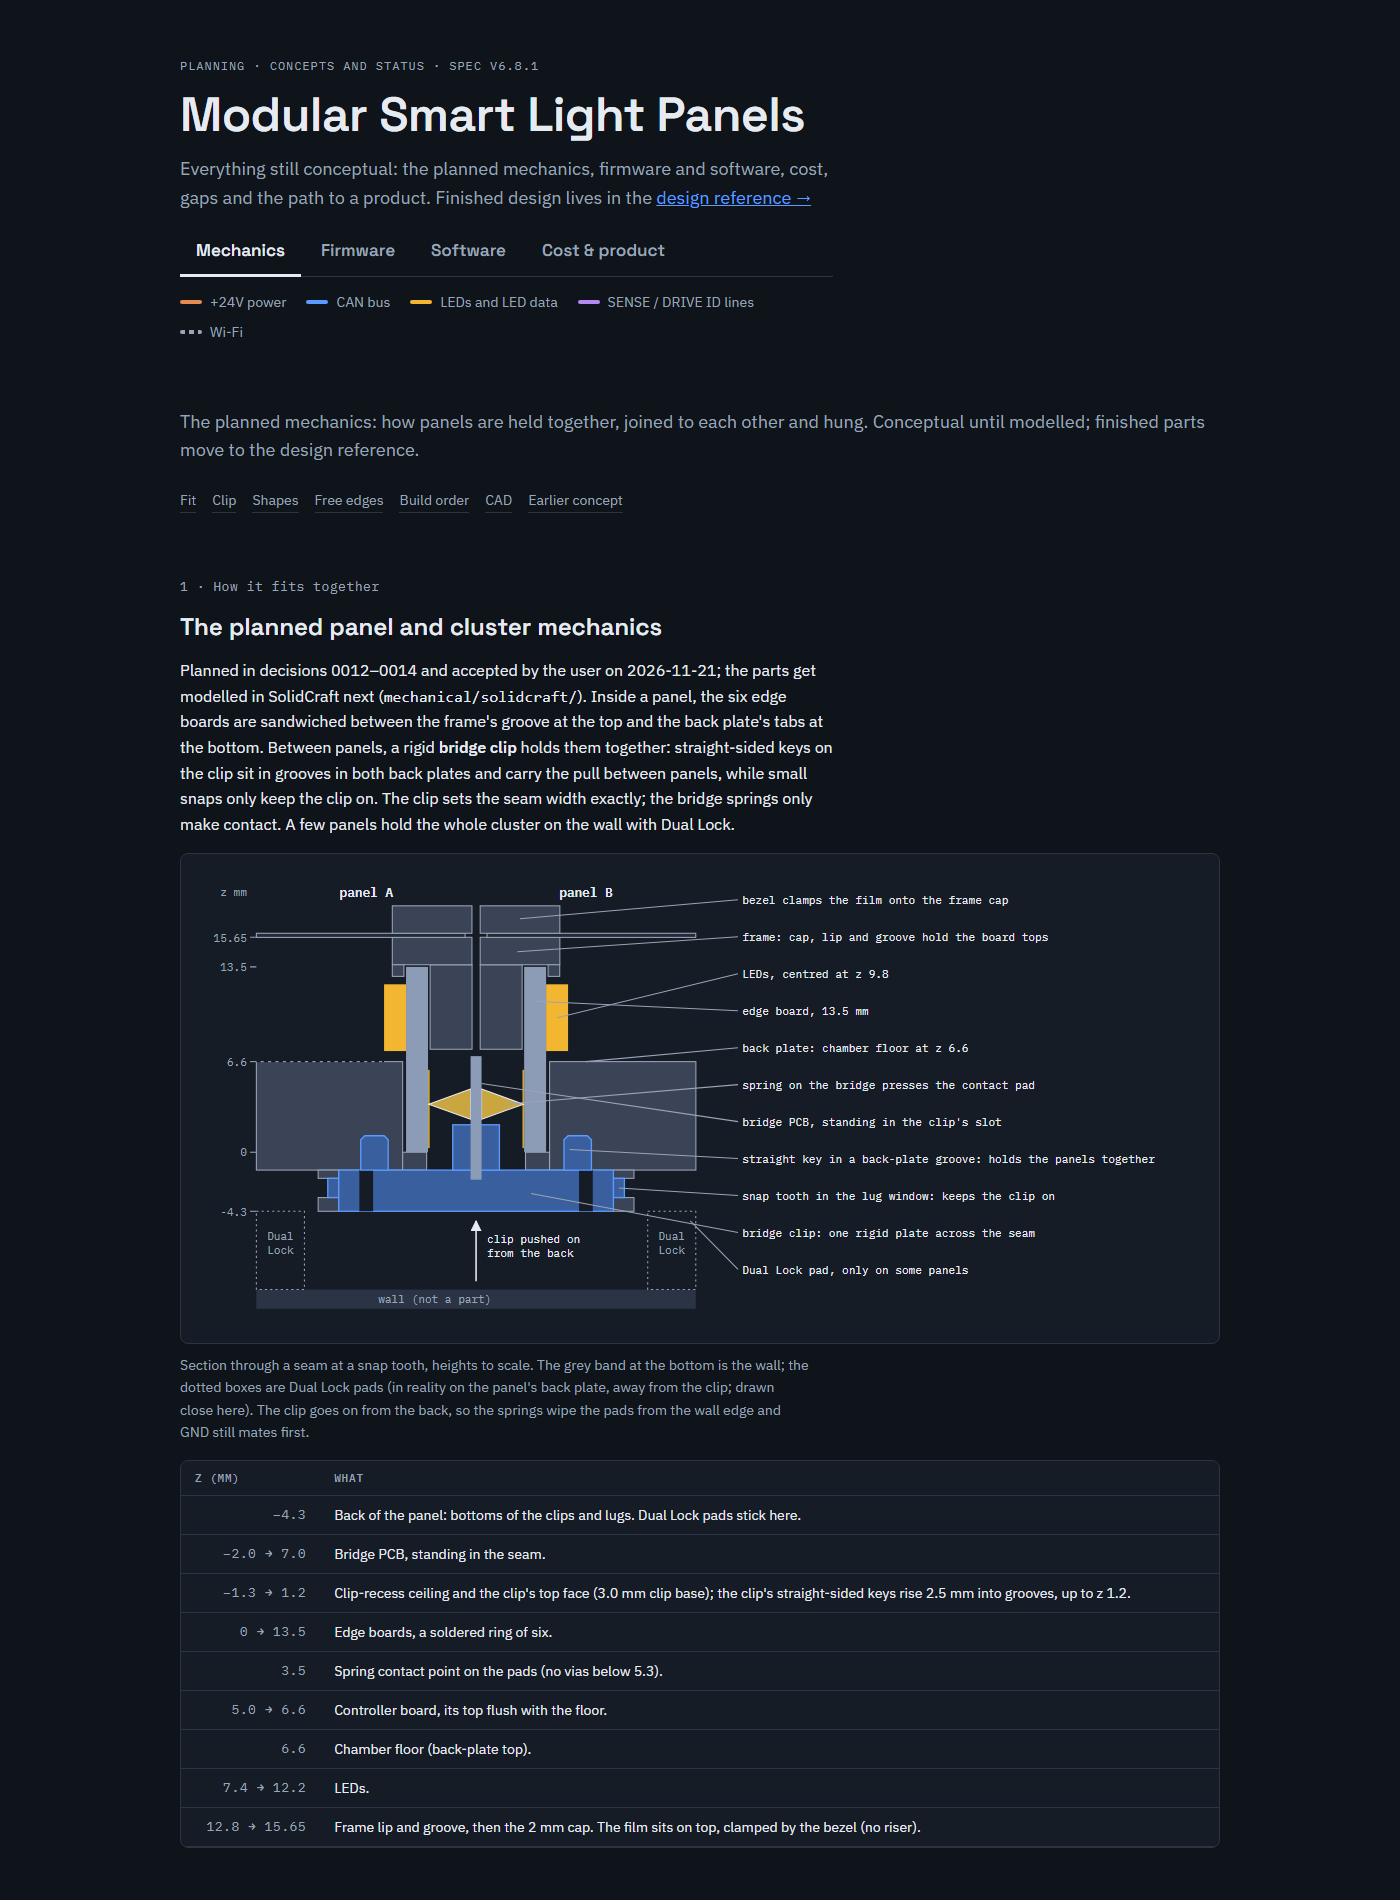 PLANNING · CONCEPTS AND STATUS · SPEC V6.8.1
Modular Smart Light Panels
Everything still conceptual: the planned mechanics, firmware and software, cost,
gaps and the path to a product. Finished design lives in the design reference →
Mechanics Firmware Software Cost & product
+24V power CAN bus LEDs and LED data SENSE / DRIVE ID lines
Wi-Fi
The planned mechanics: how panels are held together, joined to each other and hung. Conceptual until modelled; finished parts
move to the design reference.
Fit Clip Shapes Free edges Build order CAD Earlier concept
1 · How it fits together
The planned panel and cluster mechanics
Planned in decisions 0012–0014 and accepted by the user on 2026-11-21; the parts get
modelled in SolidCraft next (mechanical/solidcraft/). Inside a panel, the six edge
boards are sandwiched between the frame's groove at the top and the back plate's tabs at
the bottom. Between panels, a rigid bridge clip holds them together: straight-sided keys on
the clip sit in grooves in both back plates and carry the pull between panels, while small
snaps only keep the clip on. The clip sets the seam width exactly; the bridge springs only
make contact. A few panels hold the whole cluster on the wall with Dual Lock.
z mm
panel A
panel B
bezel clamps the film onto the frame cap
15.65
frame: cap, lip and groove hold the board tops
13.5
LEDs, centred at z 9.8
edge board, 13.5 mm
6.6
back plate: chamber floor at z 6.6
spring on the bridge presses the contact pad
bridge PCB, standing in the clip's slot
0
straight key in a back-plate groove: holds the panels together
snap tooth in the lug window: keeps the clip on
-4.3
bridge clip: one rigid plate across the seam
Dual
Lock
clip pushed on
from the back
Dual
Lock
Dual Lock pad, only on some panels
wall (not a part)
Section through a seam at a snap tooth, heights to scale. The grey band at the bottom is the wall; the
dotted boxes are Dual Lock pads (in reality on the panel's back plate, away from the clip; drawn
close here). The clip goes on from the back, so the springs wipe the pads from the wall edge and
GND still mates first.
Z (MM) WHAT
−4.3 Back of the panel: bottoms of the clips and lugs. Dual Lock pads stick here.
−2.0 → 7.0 Bridge PCB, standing in the seam.
−1.3 → 1.2 Clip-recess ceiling and the clip's top face (3.0 mm clip base); the clip's straight-sided keys rise 2.5 mm into grooves, up to z 1.2.
0 → 13.5 Edge boards, a soldered ring of six.
3.5 Spring contact point on the pads (no vias below 5.3).
5.0 → 6.6 Controller board, its top flush with the floor.
6.6 Chamber floor (back-plate top).
7.4 → 12.2 LEDs.
12.8 → 15.65 Frame lip and groove, then the 2 mm cap. The film sits on top, clamped by the bezel (no riser).